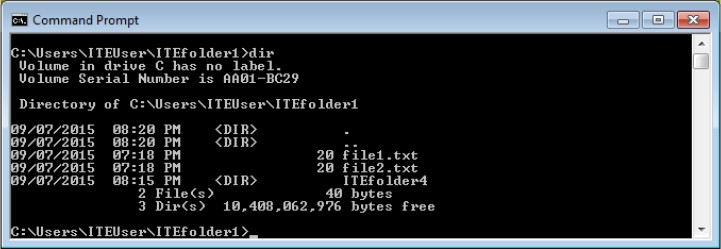 Command Prompt
C:\Users\ITEUser\ITEfolder1>dir
 Volume in drive C has no label.
 Volume Serial Number is AA01-BC29

 Directory of C:\Users\ITEUser\ITEfolder1

09/07/2015  08:20 PM    <DIR>          .
09/07/2015  08:20 PM    <DIR>          ..
09/07/2015  07:18 PM                20 file1.txt
09/07/2015  07:18 PM                20 file2.txt
09/07/2015  08:15 PM    <DIR>          ITEfolder4
               2 File(s)             40 bytes
               3 Dir(s)  10,408,062,976 bytes free

C:\Users\ITEUser\ITEfolder1>_